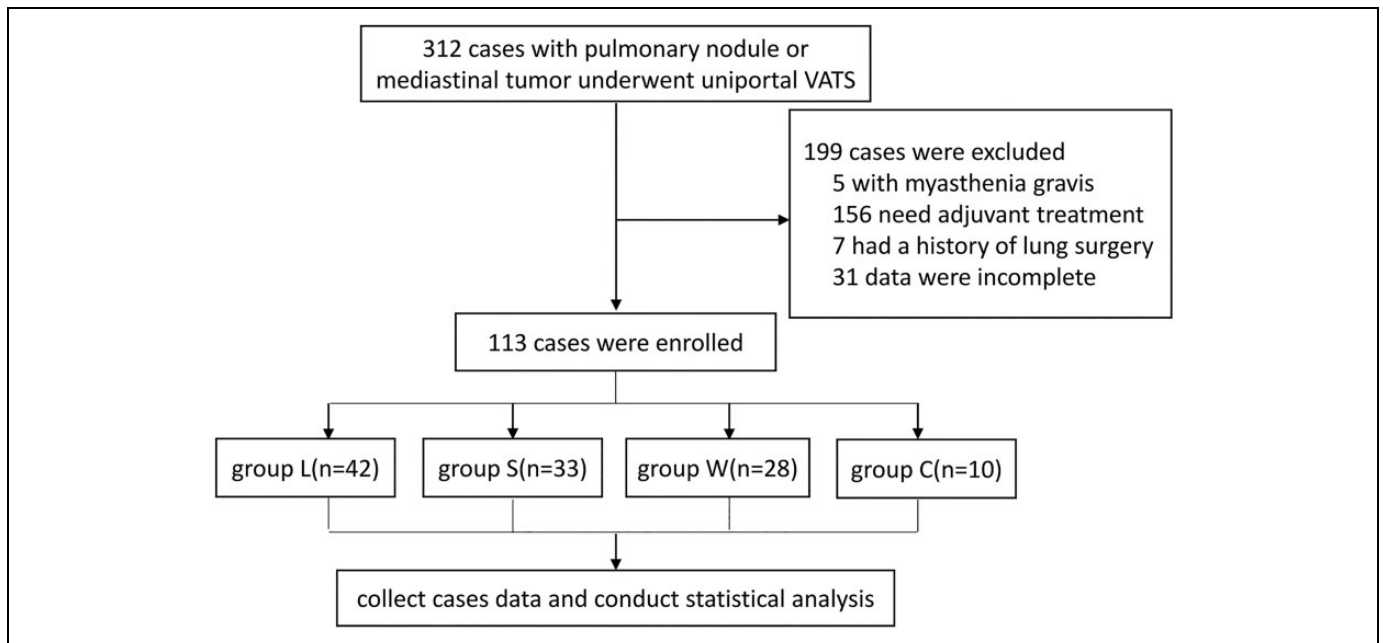 312 cases with pulmonary nodule or
mediastinal tumor underwent uniportal VATS
199 cases were excluded
5 with myasthenia gravis
156 need adjuvant treatment
7 had a history of lung surgery
31 data were incomplete
113 cases were enrolled
group L(n=42)
group S(n=33)
group W(n=28)
group C(n=10)
collect cases data and conduct statistical analysis